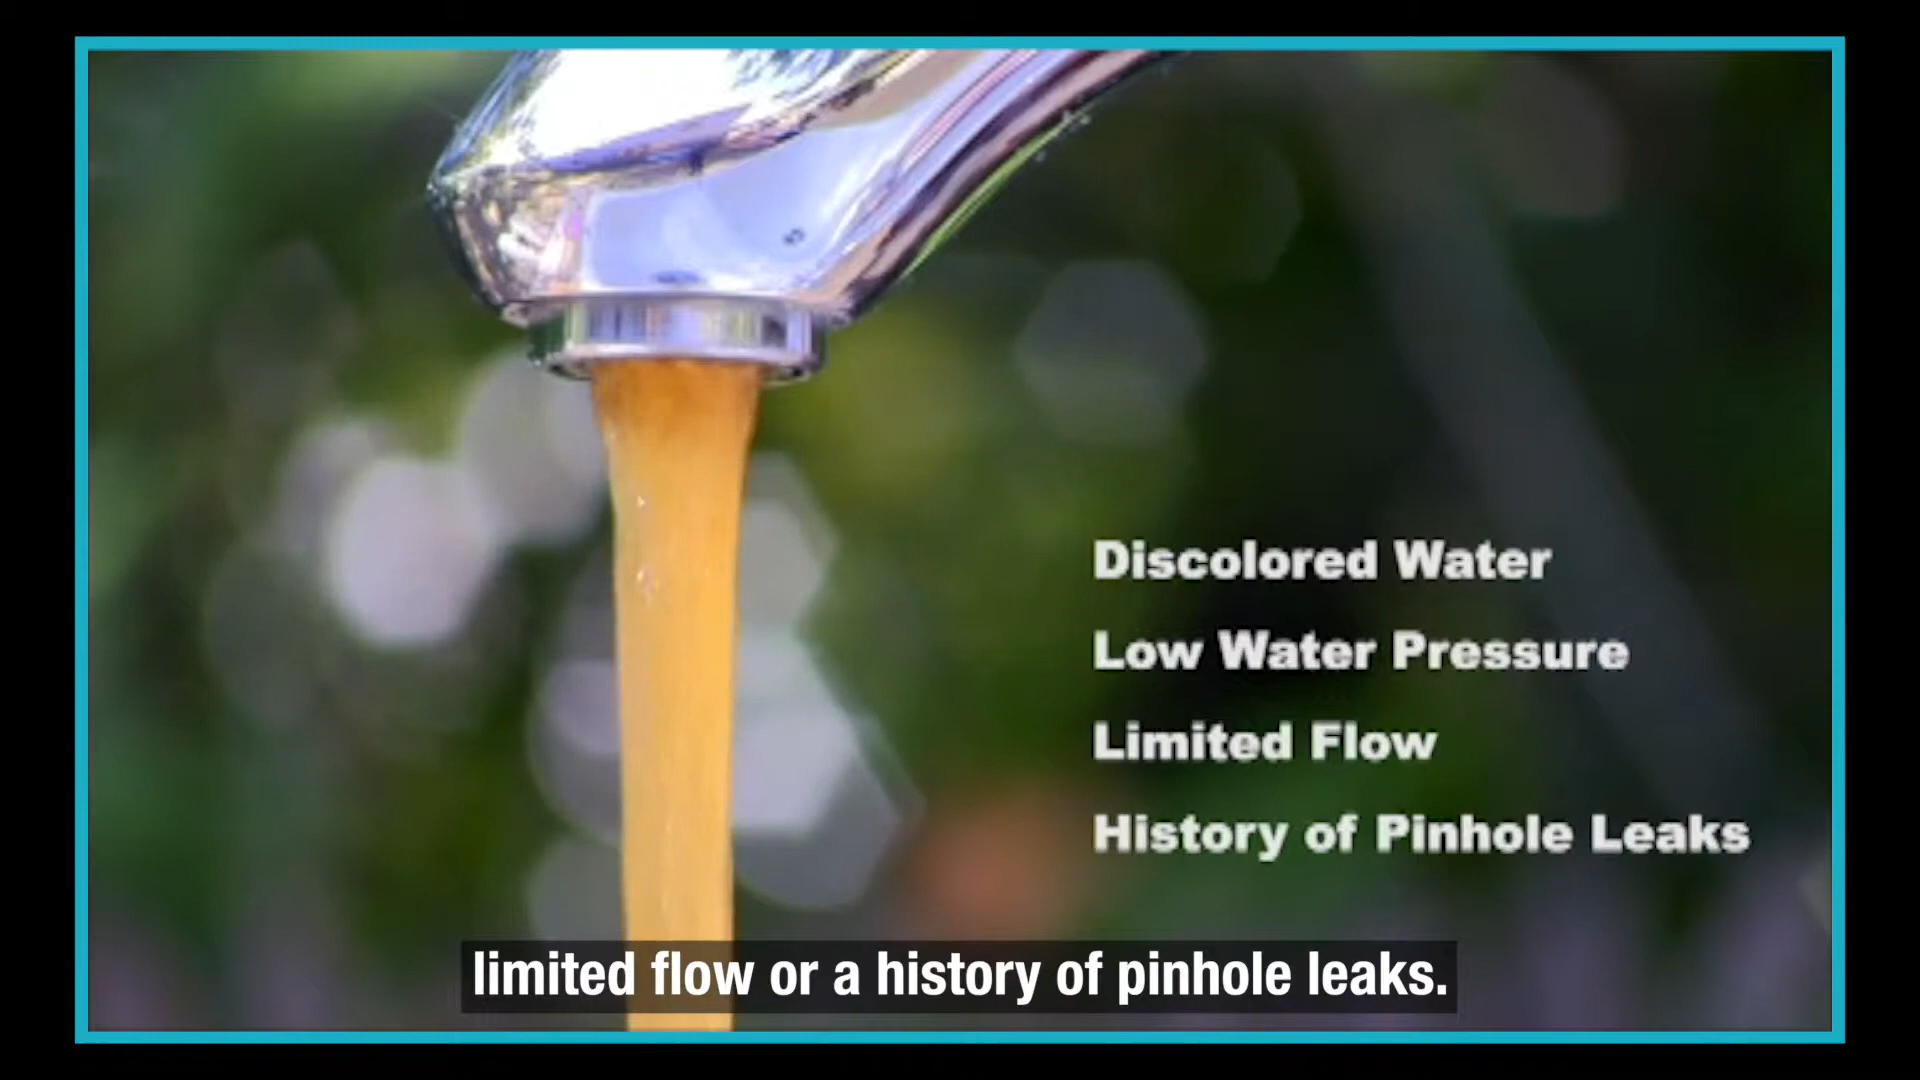 Discolored Water
Low Water Pressure
Limited Flow
History of Pinhole Leaks
limited flow or a history of pinhole leaks.